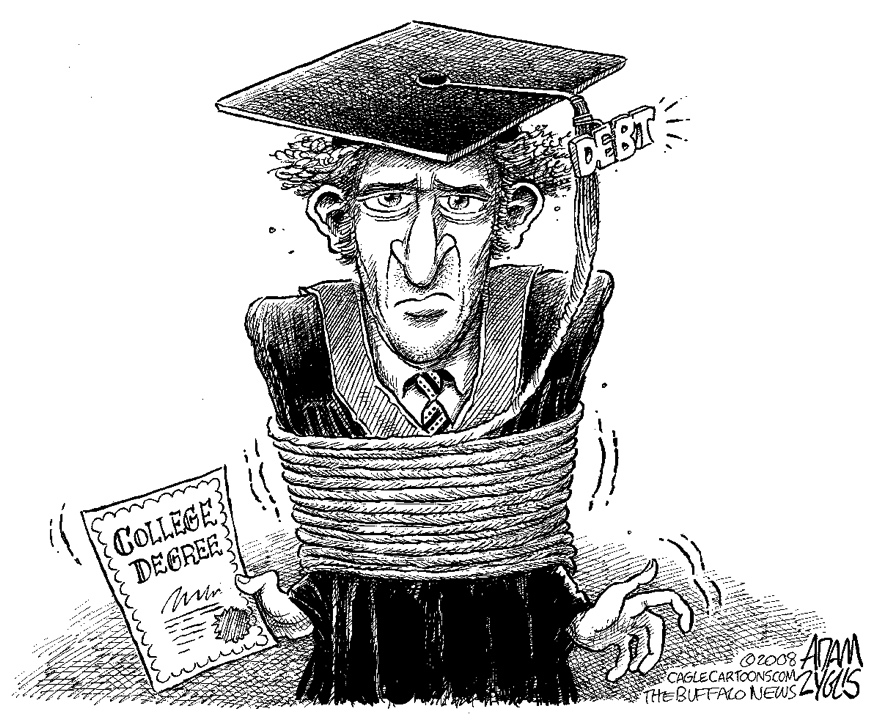 DEBT
COLLEGE
DEGREE
©2008
CAGLECARTOONS.COM
THE BUFFALO NEWS
ADAM
ZYGLIS